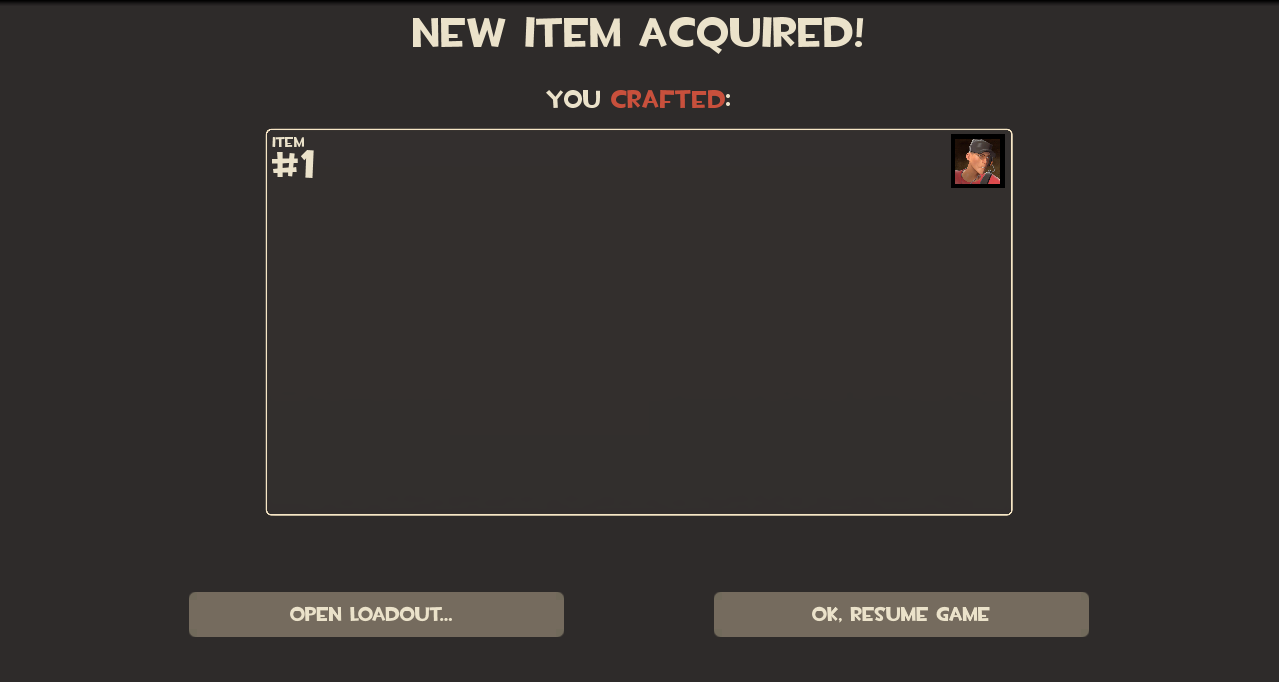 NEW ITEM ACQUIRED!
YOU CRAFTED:
ITEM
#1
OPEN LOADOUT...
OK, RESUME GAME